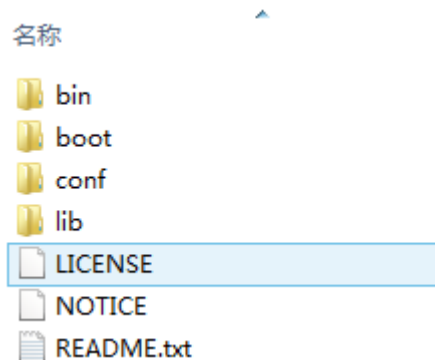 名称
bin
boot
conf
lib
LICENSE
NOTICE
README.txt